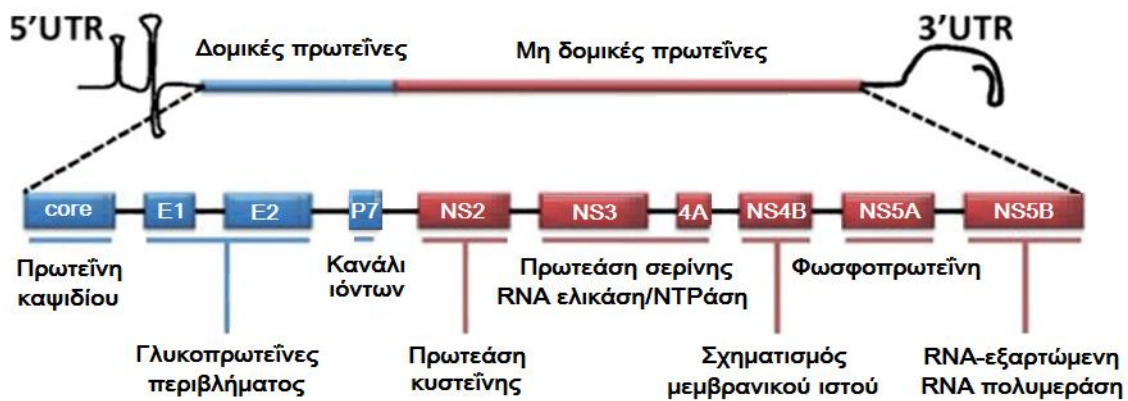 5'UTR
Δομικές πρωτεΐνες
Μη δομικές πρωτεΐνες
3'UTR
core
E1
E2
P7
NS2
NS3
4A
NS4B
NS5A
NS5B
Πρωτεΐνη
καψιδίου
Κανάλι
ιόντων
Πρωτεάση σερίνης
RNA ελικάση/NTPάση
Φωσφοπρωτεΐνη
Γλυκοπρωτεΐνες
περιβλήματος
Πρωτεάση
κυστεΐνης
Σχηματισμός
μεμβρανικού ιστού
RNA-εξαρτώμενη
RNA πολυμεράση